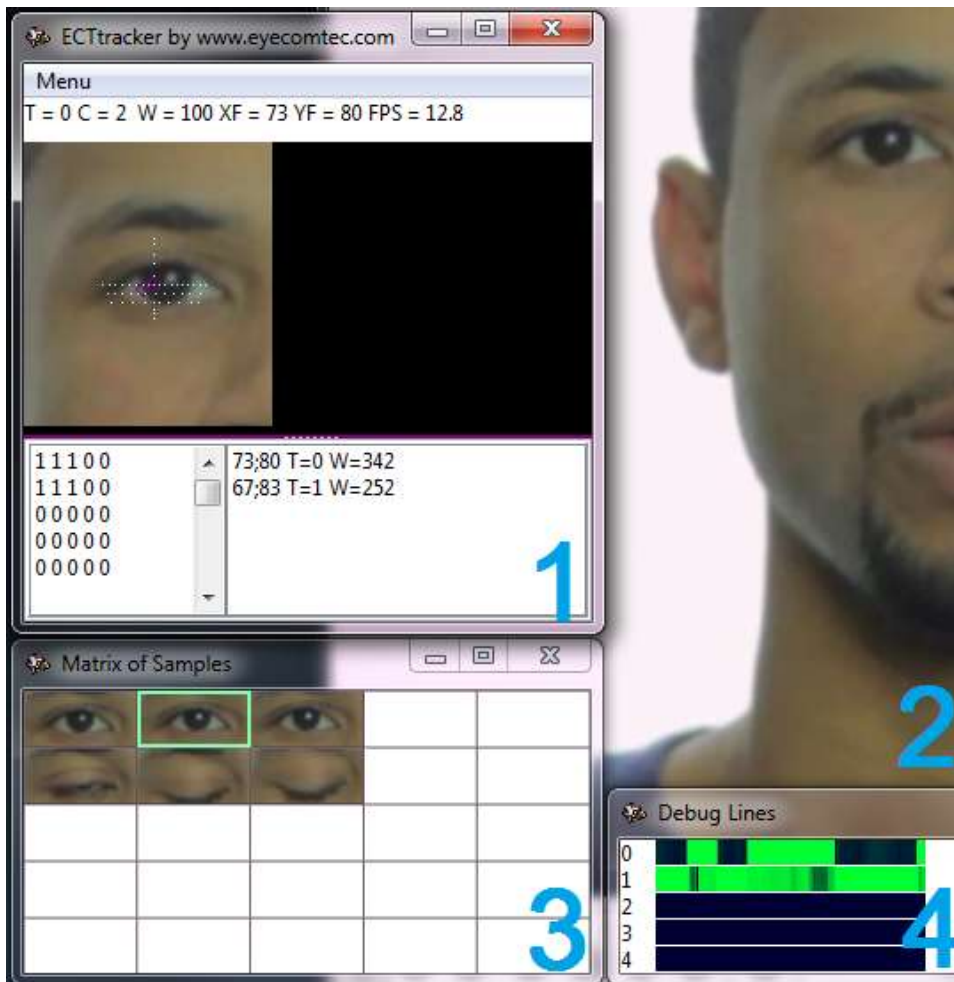 ECTtracker by www.eyecomtec.com
Menu
T = 0 C = 2 W = 100 XF = 73 YF = 80 FPS = 12.8
1 1 1 0 0
1 1 1 0 0
0 0 0 0 0
0 0 0 0 0
0 0 0 0 0
73;80 T=0 W=342
67;83 T=1 W=252
1
2
Matrix of Samples
3
Debug Lines
0
1
2
3
4
4